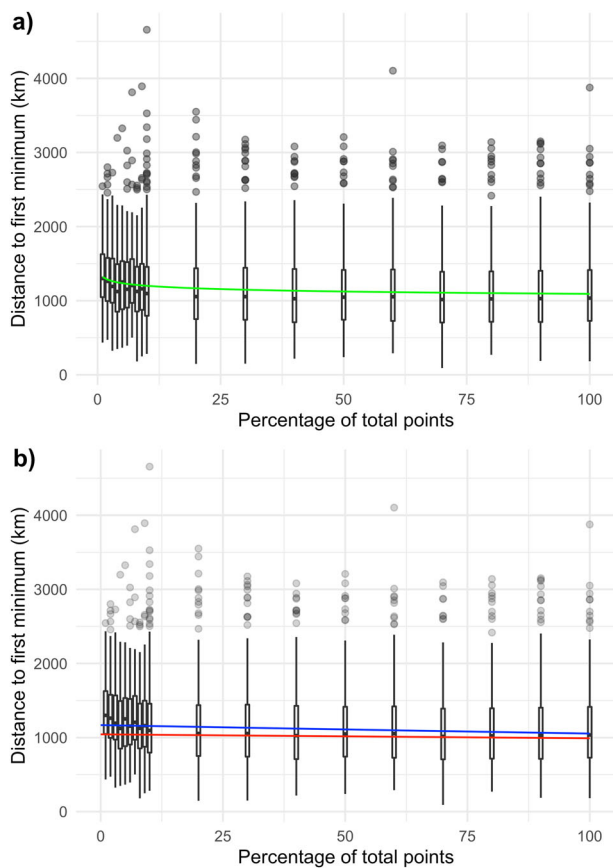 a)
Distance to first minimum (km)
4000
3000
2000
1000
0
0 25 50 75 100
Percentage of total points
b)
Distance to first minimum (km)
4000
3000
2000
1000
0
0 25 50 75 100
Percentage of total points